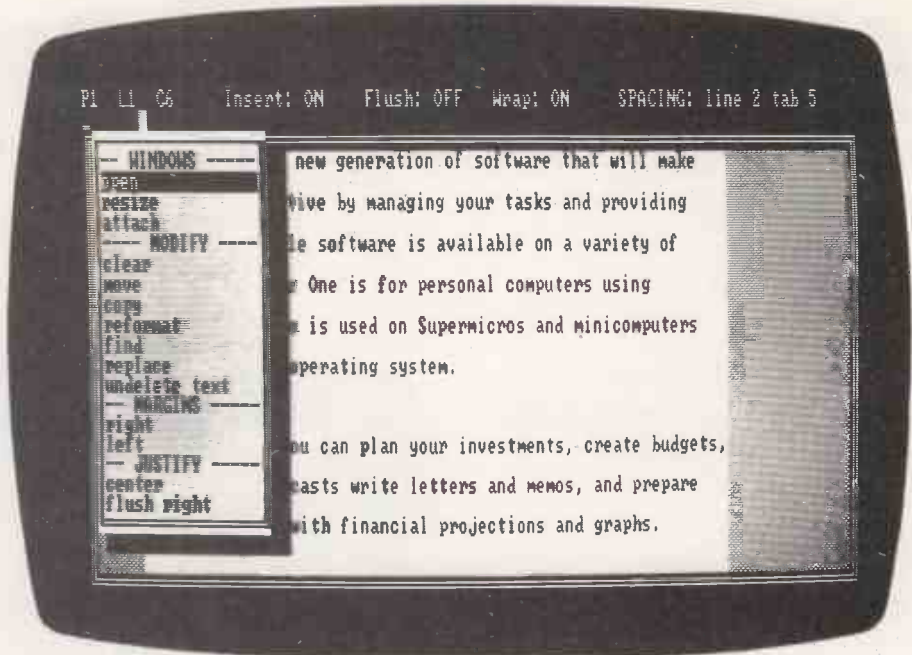 P1 L1 C6 Insert: ON Flush: OFF Wrap: ON SPACING: line 2 tab 5
-- WINDOWS -----
open
resize
attach
---- MODIFY ----
clear
move
copy
reformat
find
replace
undelete text
-- MARGINS -----
right
left
-- JUSTIFY -----
center
flush right
new generation of software that will make
tive by managing your tasks and providing
le software is available on a variety of
One is for personal computers using
is used on Supermicros and minicomputers
operating system.
ou can plan your investments, create budgets,
casts write letters and memos, and prepare
with financial projections and graphs.